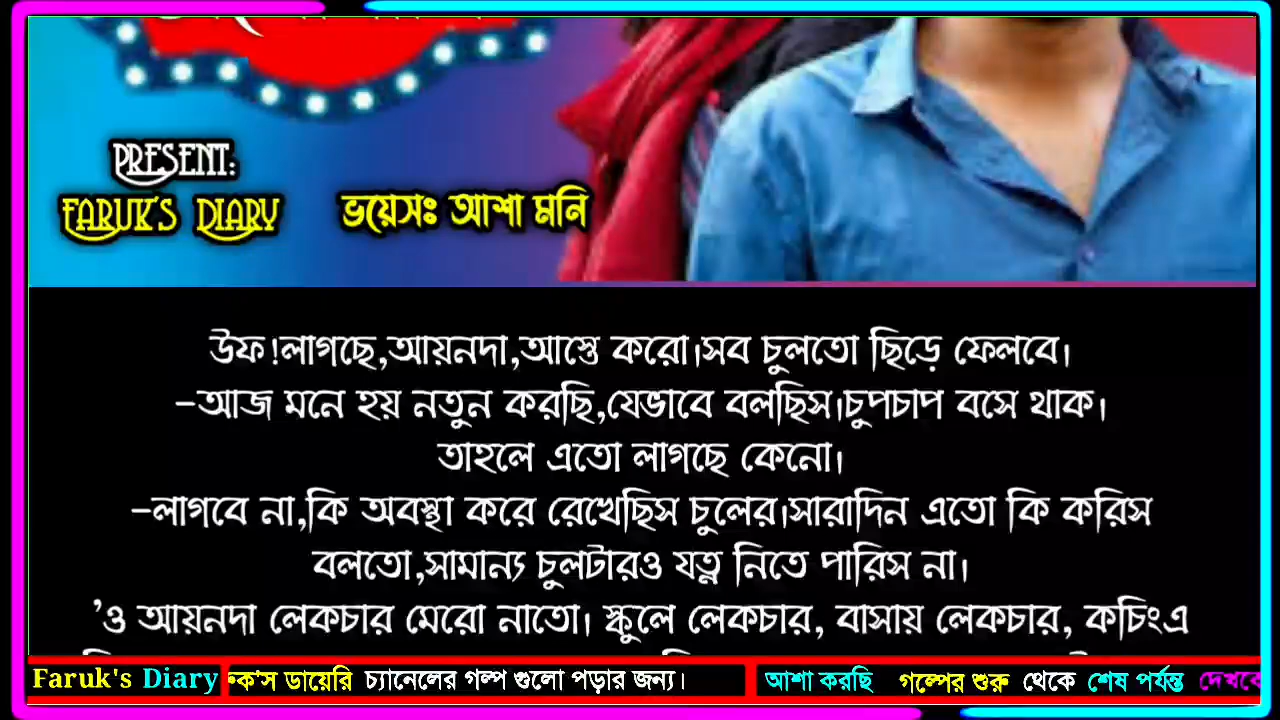 PRESENT:
FARUK'S DIARY
ভয়েসঃ আশা মনি
উফ!লাগছে,আয়নদা,আস্তে করো।সব চুলতো ছিড়ে ফেলবে।
-আজ মনে হয় নতুন করছি,যেভাবে বলছিস।চুপচাপ বসে থাক।
তাহলে এতো লাগছে কেনো।
-লাগবে না,কি অবস্থা করে রেখেছিস চুলের।সারাদিন এতো কি করিস
বলতো,সামান্য চুলটারও যত্ন নিতে পারিস না।
'ও আয়নদা লেকচার মেরো নাতো। স্কুলে লেকচার, বাসায় লেকচার, কচিংএ
Faruk's Diary
ক'স ডায়েরি চ্যানেলের গল্প গুলো পড়ার জন্য।
আশা করছি গল্পের শুরু থেকে শেষ পর্যন্ত